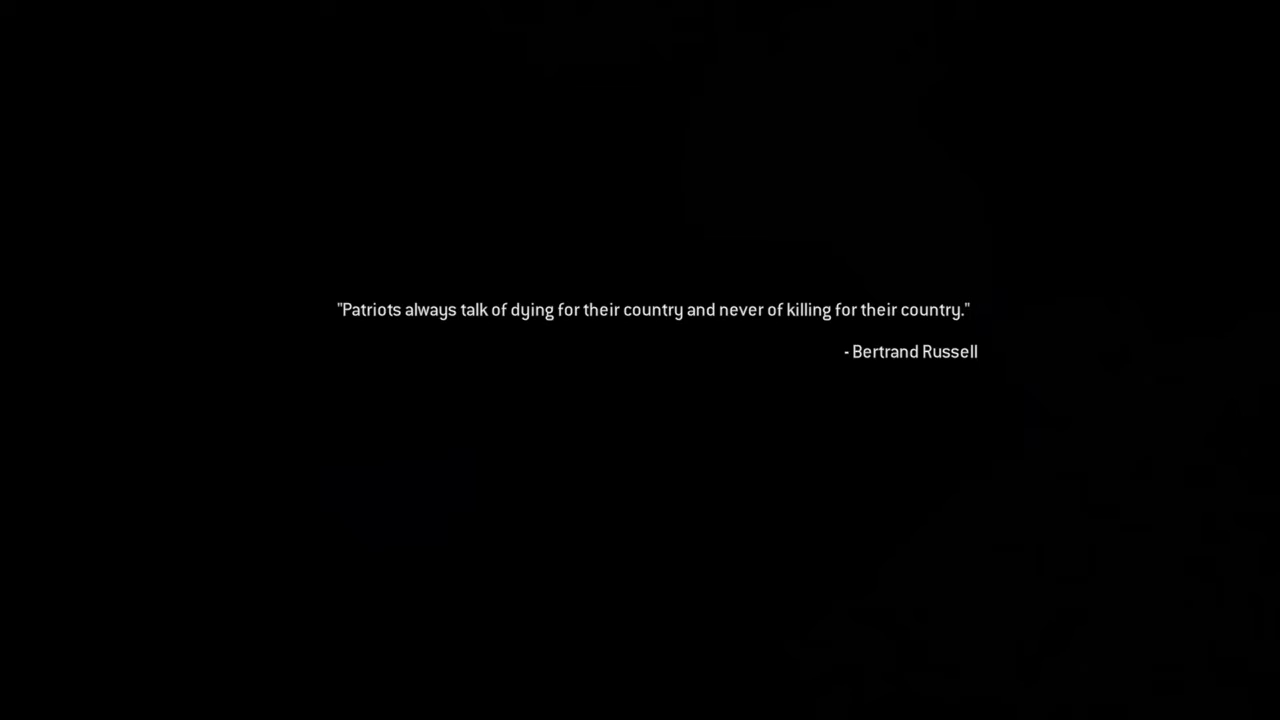 "Patriots always talk of dying for their country and never of killing for their country."
- Bertrand Russell